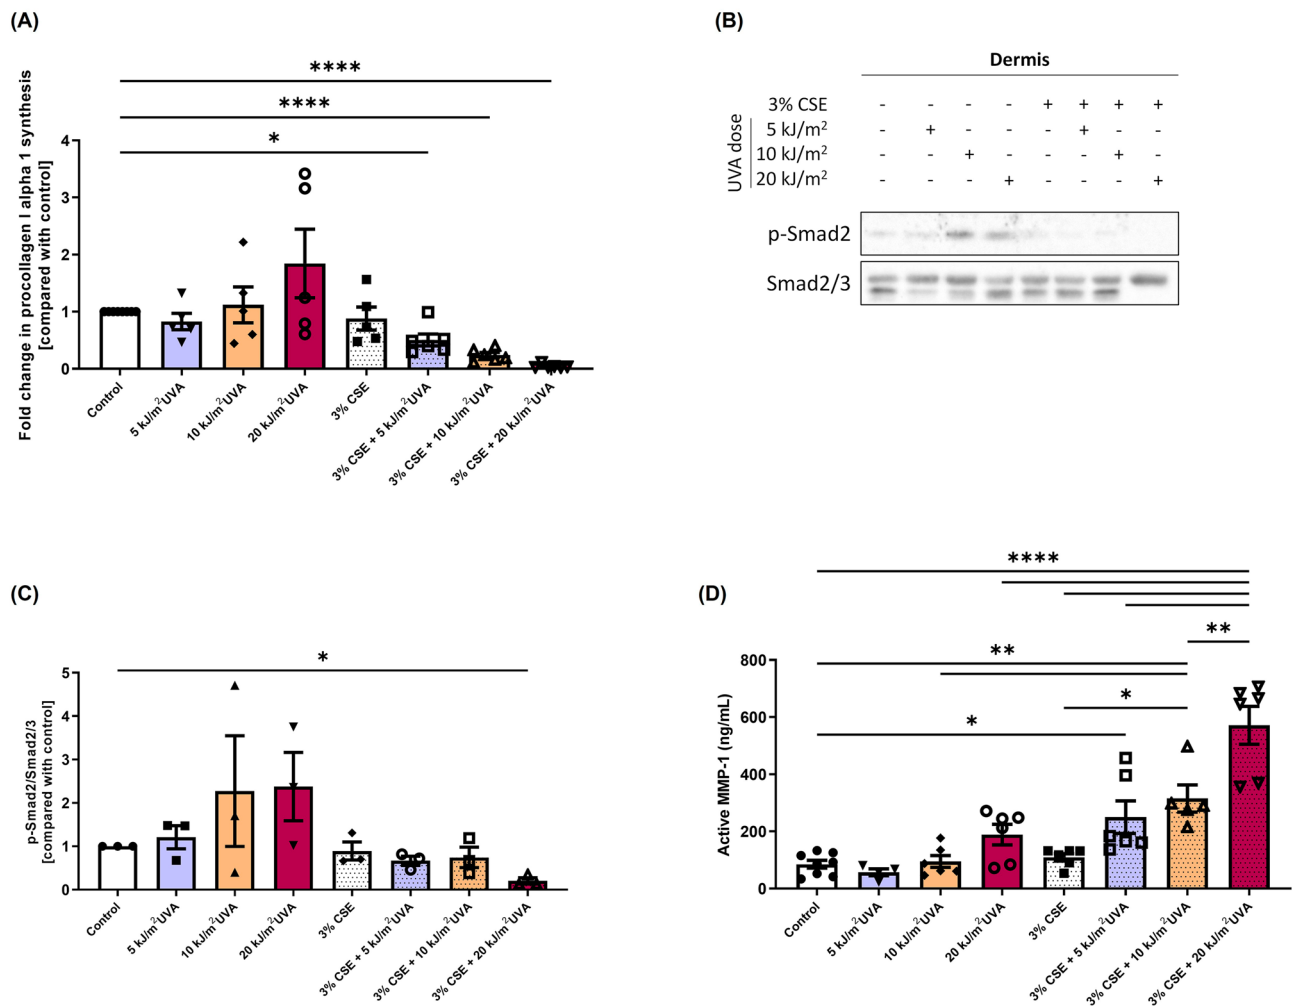 (A)
****
****
*
Fold change in procollagen I alpha 1 synthesis
[compared with control]
4
3
2
1
0
Control
5 kJ/m²UVA
10 kJ/m²UVA
20 kJ/m²UVA
3% CSE
3% CSE + 5 kJ/m²UVA
3% CSE + 10 kJ/m²UVA
3% CSE + 20 kJ/m²UVA
(B)
Dermis
3% CSE - - - - + + + +
UVA dose
5 kJ/m² - + - - - + - -
10 kJ/m² - - + - - - + -
20 kJ/m² - - - + - - - +
p-Smad2
Smad2/3
(C)
*
p-Smad2/Smad2/3
[compared with control]
5
4
3
2
1
0
Control
5 kJ/m²UVA
10 kJ/m²UVA
20 kJ/m²UVA
3% CSE
3% CSE + 5 kJ/m²UVA
3% CSE + 10 kJ/m²UVA
3% CSE + 20 kJ/m²UVA
(D)
****
**
**
*
*
Active MMP-1 (ng/mL)
800
600
400
200
0
Control
5 kJ/m²UVA
10 kJ/m²UVA
20 kJ/m²UVA
3% CSE
3% CSE + 5 kJ/m²UVA
3% CSE + 10 kJ/m²UVA
3% CSE + 20 kJ/m²UVA